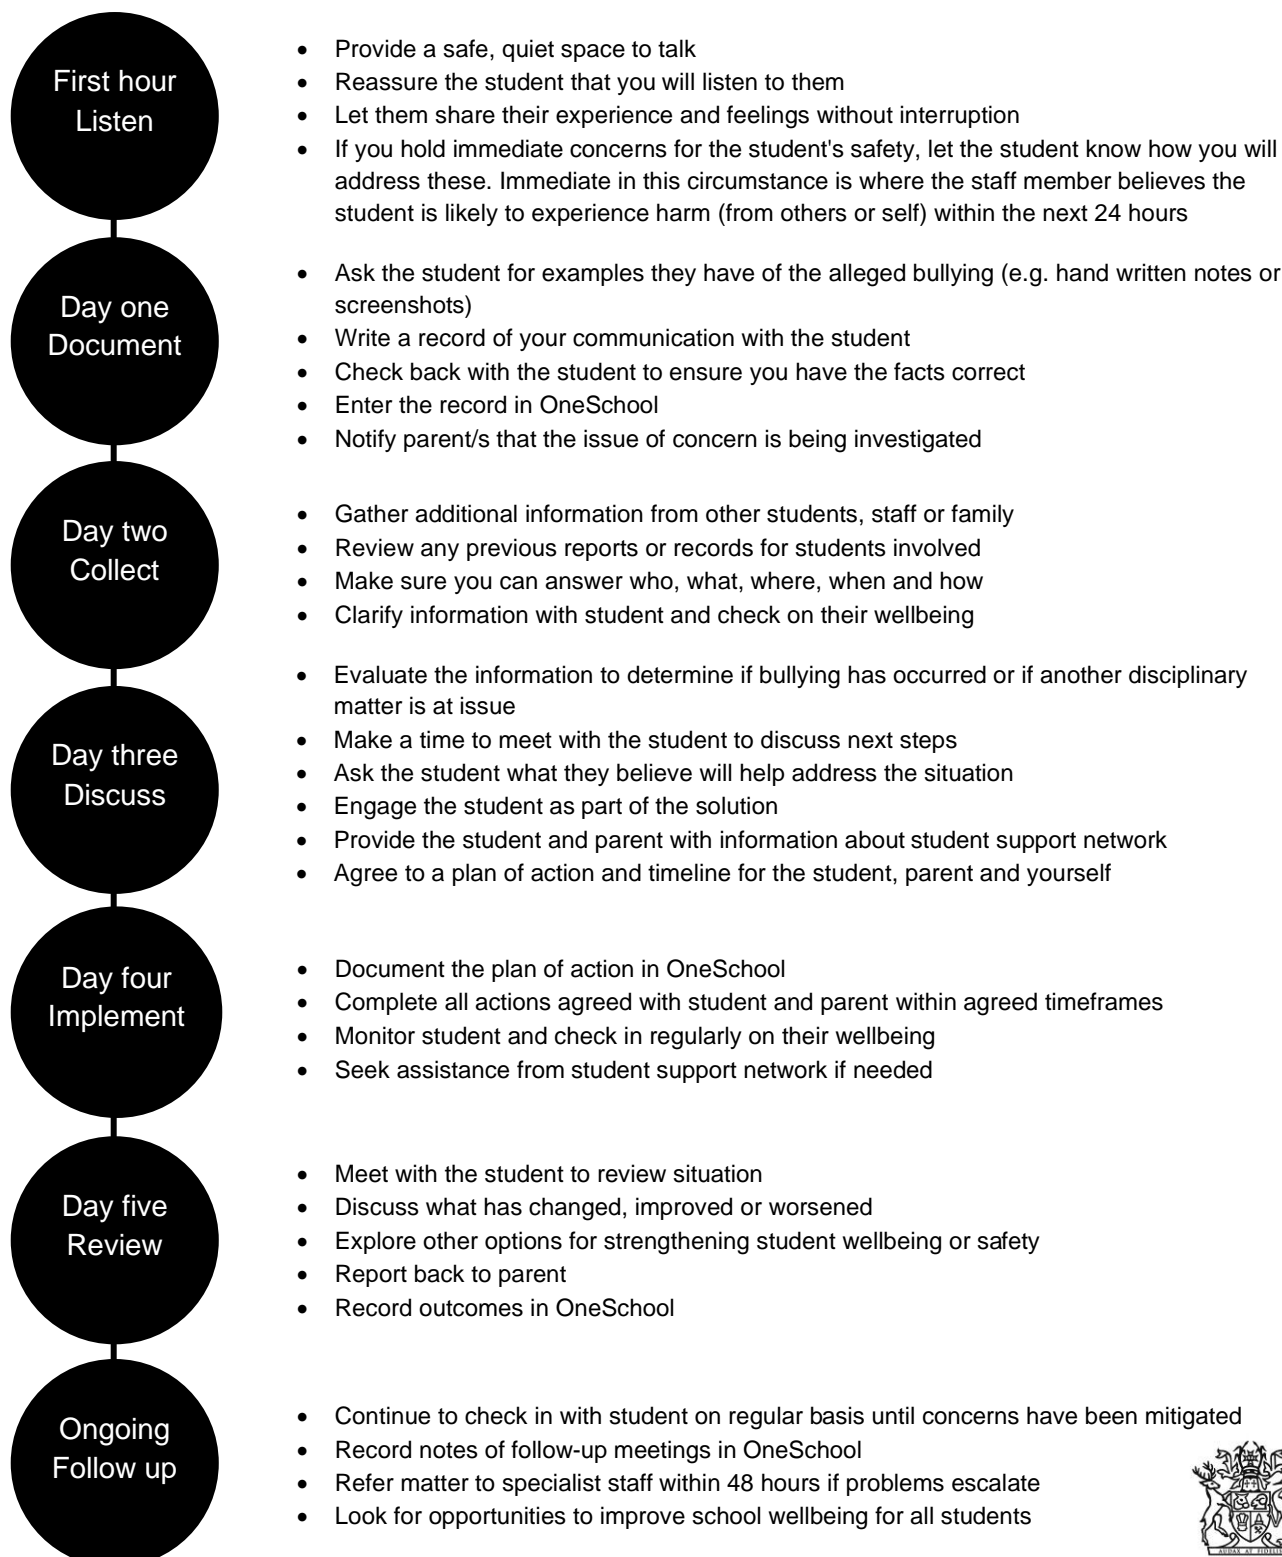 First hour
Listen
• Provide a safe, quiet space to talk
• Reassure the student that you will listen to them
• Let them share their experience and feelings without interruption
• If you hold immediate concerns for the student's safety, let the student know how you will
address these. Immediate in this circumstance is where the staff member believes the
student is likely to experience harm (from others or self) within the next 24 hours
Day one
Document
• Ask the student for examples they have of the alleged bullying (e.g. hand written notes or
screenshots)
• Write a record of your communication with the student
• Check back with the student to ensure you have the facts correct
• Enter the record in OneSchool
• Notify parent/s that the issue of concern is being investigated
Day two
Collect
• Gather additional information from other students, staff or family
• Review any previous reports or records for students involved
• Make sure you can answer who, what, where, when and how
• Clarify information with student and check on their wellbeing
Day three
Discuss
• Evaluate the information to determine if bullying has occurred or if another disciplinary
matter is at issue
• Make a time to meet with the student to discuss next steps
• Ask the student what they believe will help address the situation
• Engage the student as part of the solution
• Provide the student and parent with information about student support network
• Agree to a plan of action and timeline for the student, parent and yourself
Day four
Implement
• Document the plan of action in OneSchool
• Complete all actions agreed with student and parent within agreed timeframes
• Monitor student and check in regularly on their wellbeing
• Seek assistance from student support network if needed
Day five
Review
• Meet with the student to review situation
• Discuss what has changed, improved or worsened
• Explore other options for strengthening student wellbeing or safety
• Report back to parent
• Record outcomes in OneSchool
Ongoing
Follow up
• Continue to check in with student on regular basis until concerns have been mitigated
• Record notes of follow-up meetings in OneSchool
• Refer matter to specialist staff within 48 hours if problems escalate
• Look for opportunities to improve school wellbeing for all students